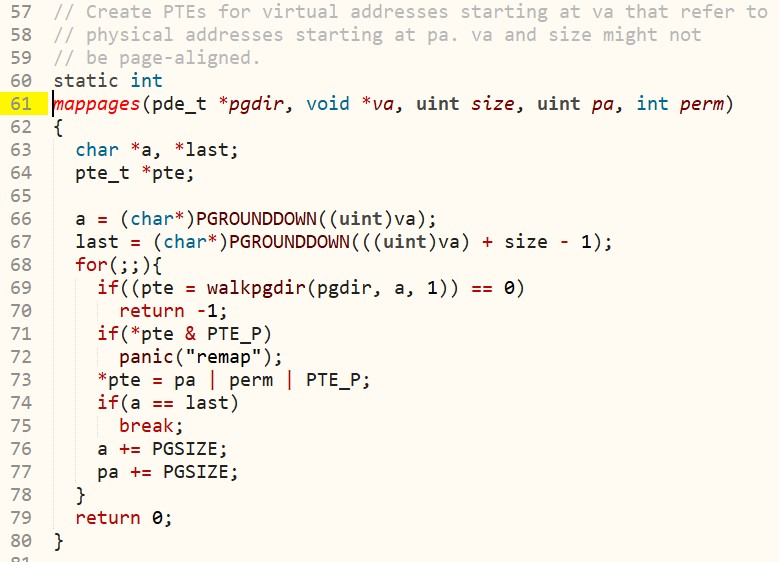 57 // Create PTEs for virtual addresses starting at va that refer to
58 // physical addresses starting at pa. va and size might not
59 // be page-aligned.
60 static int
61 mappages(pde_t *pgdir, void *va, uint size, uint pa, int perm)
62 {
63   char *a, *last;
64   pte_t *pte;
65
66   a = (char*)PGROUNDDOWN((uint)va);
67   last = (char*)PGROUNDDOWN(((uint)va) + size - 1);
68   for(;;){
69     if((pte = walkpgdir(pgdir, a, 1)) == 0)
70       return -1;
71     if(*pte & PTE_P)
72       panic("remap");
73     *pte = pa | perm | PTE_P;
74     if(a == last)
75       break;
76     a += PGSIZE;
77     pa += PGSIZE;
78   }
79   return 0;
80 }